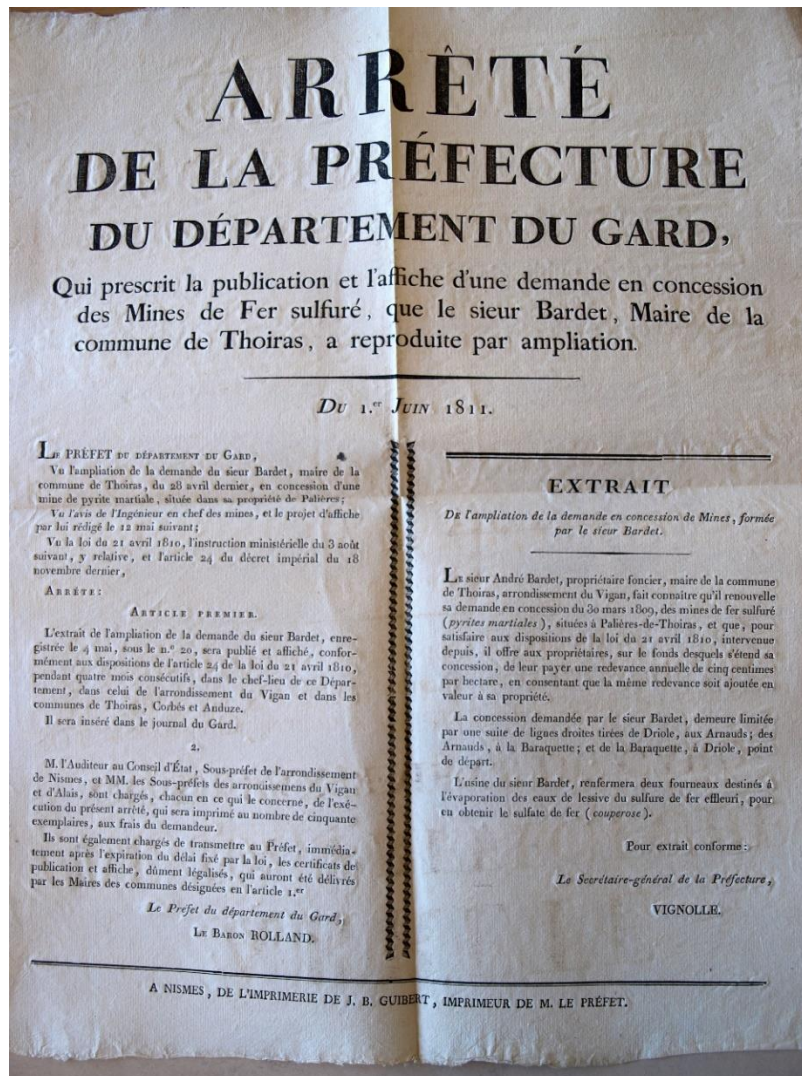 ARRÊTÉ
DE LA PRÉFECTURE
DU DÉPARTEMENT DU GARD,
Qui prescrit la publication et l'affiche d'une demande en concession
des Mines de Fer sulfuré, que le sieur Bardet, Maire de la
commune de Thoiras, a reproduite par ampliation.
DU 1.er JUIN 1811.
LE PRÉFET DU DÉPARTEMENT DU GARD,
Vu l'ampliation de la demande du sieur Bardet, maire de la
commune de Thoiras, du 28 avril dernier, en concession d'une
mine de pyrite martiale, située dans sa propriété de Palières;
Vu l'avis de l'Ingénieur en chef des mines, et le projet d'affiche
par lui rédigé le 12 mai suivant;
Vu la loi du 21 avril 1810, l'instruction ministérielle du 3 août
suivant, y relative, et l'article 24 du décret impérial du 18
novembre dernier,
ARRÊTE:
ARTICLE PREMIER.
L'extrait de l'ampliation de la demande du sieur Bardet, enre-
gistrée le 4 mai, sous le n.º 20, sera publié et affiché, confor-
mément aux dispositions de l'article 24 de la loi du 21 avril 1810,
pendant quatre mois consécutifs, dans le chef-lieu de ce Dépar-
tement, dans celui de l'arrondissement du Vigan et dans les
communes de Thoiras, Corbés et Anduze.
Il sera inséré dans le journal du Gard.
2.
M. l'Auditeur au Conseil d'État, Sous-préfet de l'arrondissement
de Nismes, et MM. les Sous-préfets des arrondissemens du Vigan
et d'Alais, sont chargés, chacun en ce qui le concerne, de l'exé-
cution du présent arrêté, qui sera imprimé au nombre de cinquante
exemplaires, aux frais du demandeur.
Ils sont également chargés de transmettre au Préfet, immédia-
tement après l'expiration du délai fixé par la loi, les certificats de
publication et affiche, dûment légalisés, qui auront été délivrés
par les Maires des communes désignées en l'article 1.er
Le Préfet du département du Gard,
LE BARON ROLLAND.
EXTRAIT
DE l'ampliation de la demande en concession de Mines, formée
par le sieur Bardet.
LE sieur André Bardet, propriétaire foncier, maire de la commune
de Thoiras, arrondissement du Vigan, fait connaître qu'il renouvelle
sa demande en concession du 30 mars 1809, des mines de fer sulfuré
(pyrites martiales), situées à Palières-de-Thoiras, et que, pour
satisfaire aux dispositions de la loi du 21 avril 1810, intervenue
depuis, il offre aux propriétaires, sur le fonds desquels s'étend sa
concession, de leur payer une redevance annuelle de cinq centimes
par hectare, en consentant que la même redevance soit ajoutée en
valeur à sa propriété.
La concession demandée par le sieur Bardet, demeure limitée
par une suite de lignes droites tirées de Driole, aux Arnauds; des
Arnauds, à la Baraquette; et de la Baraquette, à Driole, point
de départ.
L'usine du sieur Bardet, renfermera deux fourneaux destinés à
l'évaporation des eaux de lessive du sulfure de fer effleuri, pour
en obtenir le sulfate de fer (couperose).
Pour extrait conforme:
Le Secrétaire-général de la Préfecture,
VIGNOLLE.
A NISMES, DE L'IMPRIMERIE DE J. B. GUIBERT, IMPRIMEUR DE M. LE PRÉFET.